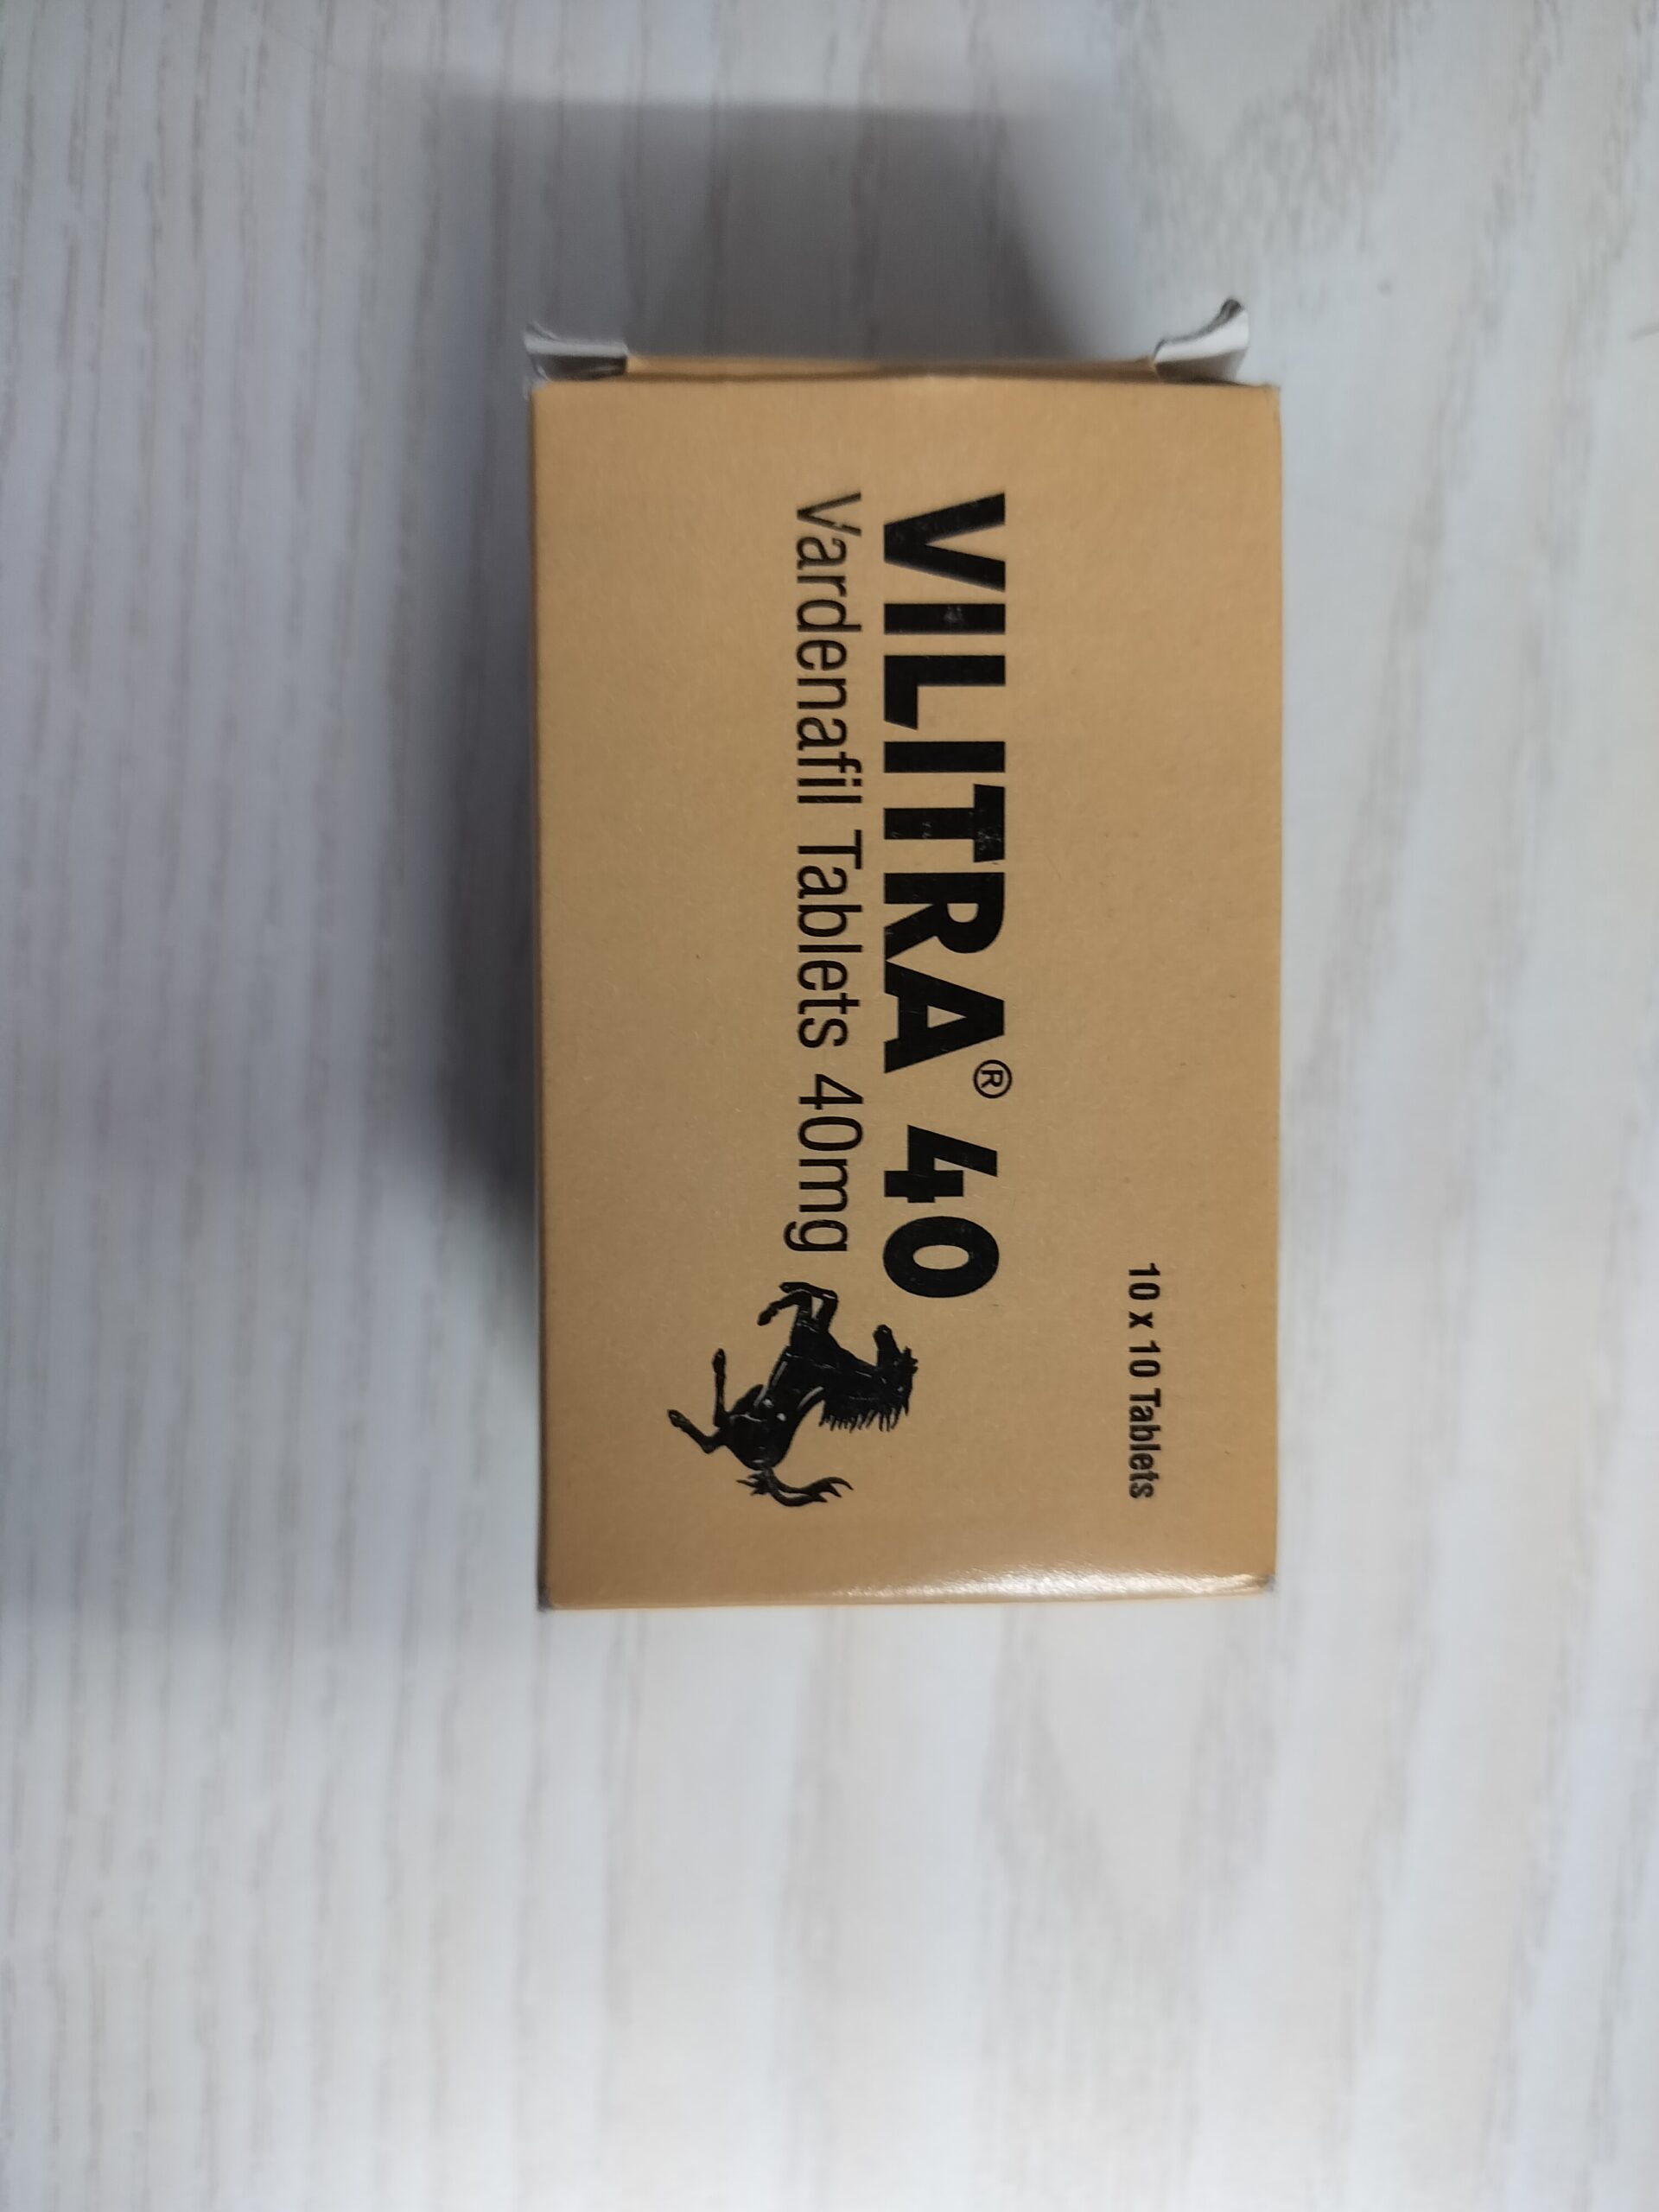 10 x 10 Tablets
VILITRA® 40
Vardenafil Tablets 40mg